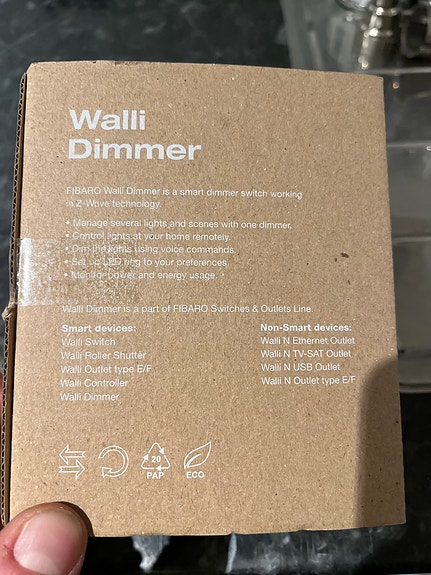 Walli
Dimmer
FIBARO Walli Dimmer is a smart dimmer switch working
in Z-Wave technology.
• Manage several lights and scenes with one dimmer.
• Control lights at your home remotely.
• Dim the lights using voice commands.
• Set up LED ring to your preferences.
• Monitor power and energy usage.
Walli Dimmer is a part of FIBARO Switches & Outlets Line.
Smart devices:
Walli Switch
Walli Roller Shutter
Walli Outlet type E/F
Walli Controller
Walli Dimmer
Non-Smart devices:
Walli N Ethernet Outlet
Walli N TV-SAT Outlet
Walli N USB Outlet
Walli N Outlet type E/F
20
PAP
ECO